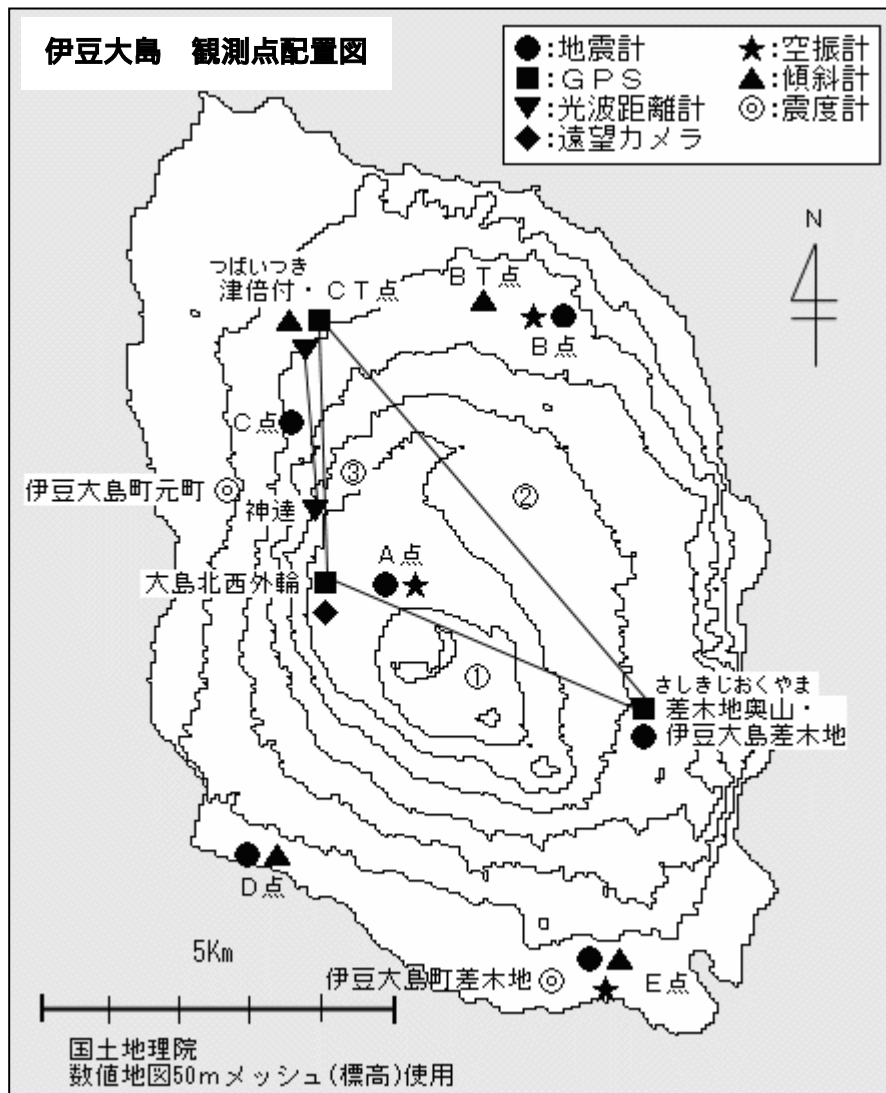 伊豆大島　観測点配置図
●:地震計　★:空振計
■:ＧＰＳ　▲:傾斜計
▼:光波距離計　◎:震度計
◆:遠望カメラ
N
つばいつき
津倍付・ＣＴ点
ＢＴ点
Ｂ点
Ｃ点
③
②
伊豆大島町元町
神達
Ａ点
大島北西外輪
①
さしきじおくやま
差木地奥山・
伊豆大島差木地
Ｄ点
5Km
伊豆大島町差木地
Ｅ点
国土地理院
数値地図50ｍメッシュ(標高)使用